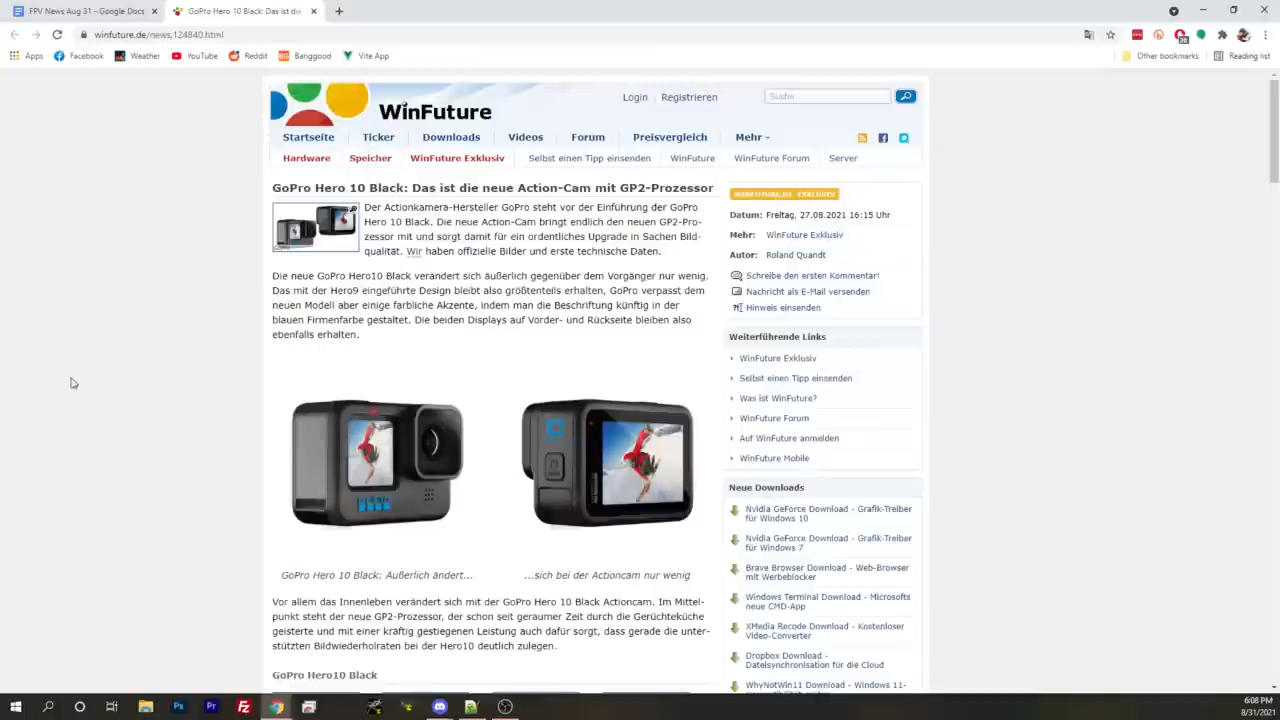 FPV News Aug 31 - Google Docs
GoPro Hero 10 Black: Das ist die
winfuture.de/news,124840.html
Apps Facebook Weather YouTube Reddit Banggood Vite App Other bookmarks Reading list
WinFuture
Login Registrieren
Suche
Startseite Ticker Downloads Videos Forum Preisvergleich Mehr
Hardware Speicher WinFuture Exklusiv Selbst einen Tipp einsenden WinFuture WinFuture Forum Server
GoPro Hero 10 Black: Das ist die neue Action-Cam mit GP2-Prozessor
Der Actionkamera-Hersteller GoPro steht vor der Einführung der GoPro
Hero 10 Black. Die neue Action-Cam bringt endlich den neuen GP2-Pro-
zessor mit und sorgt damit für ein ordentliches Upgrade in Sachen Bild-
qualität. Wir haben offizielle Bilder und erste technische Daten.
Die neue GoPro Hero10 Black verändert sich äußerlich gegenüber dem Vorgänger nur wenig.
Das mit der Hero9 eingeführte Design bleibt also größtenteils erhalten, GoPro verpasst dem
neuen Modell aber einige farbliche Akzente, indem man die Beschriftung künftig in der
blauen Firmenfarbe gestaltet. Die beiden Displays auf Vorder- und Rückseite bleiben also
ebenfalls erhalten.
GoPro Hero 10 Black: Äußerlich ändert...
...sich bei der Actioncam nur wenig
Vor allem das Innenleben verändert sich mit der GoPro Hero 10 Black Actioncam. Im Mittel-
punkt steht der neue GP2-Prozessor, der schon seit geraumer Zeit durch die Gerüchteküche
geisterte und mit einer kräftig gestiegenen Leistung auch dafür sorgt, dass gerade die unter-
stützten Bildwiederholraten bei der Hero10 deutlich zulegen.
GoPro Hero10 Black
WINFUTURE.DE EXKLUSIV
Datum: Freitag, 27.08.2021 16:15 Uhr
Mehr: WinFuture Exklusiv
Autor: Roland Quandt
Schreibe den ersten Kommentar!
Nachricht als E-Mail versenden
Hinweis einsenden
Weiterführende Links
WinFuture Exklusiv
Selbst einen Tipp einsenden
Was ist WinFuture?
WinFuture Forum
Auf WinFuture anmelden
WinFuture Mobile
Neue Downloads
Nvidia GeForce Download - Grafik-Treiber
für Windows 10
Nvidia GeForce Download - Grafik-Treiber
für Windows 7
Brave Browser Download - Web-Browser
mit Werbeblocker
Windows Terminal Download - Microsofts
neue CMD-App
XMedia Recode Download - Kostenloser
Video-Converter
Dropbox Download -
Dateisynchronisation für die Cloud
WhyNotWin11 Download - Windows 11-
6:08 PM
8/31/2021